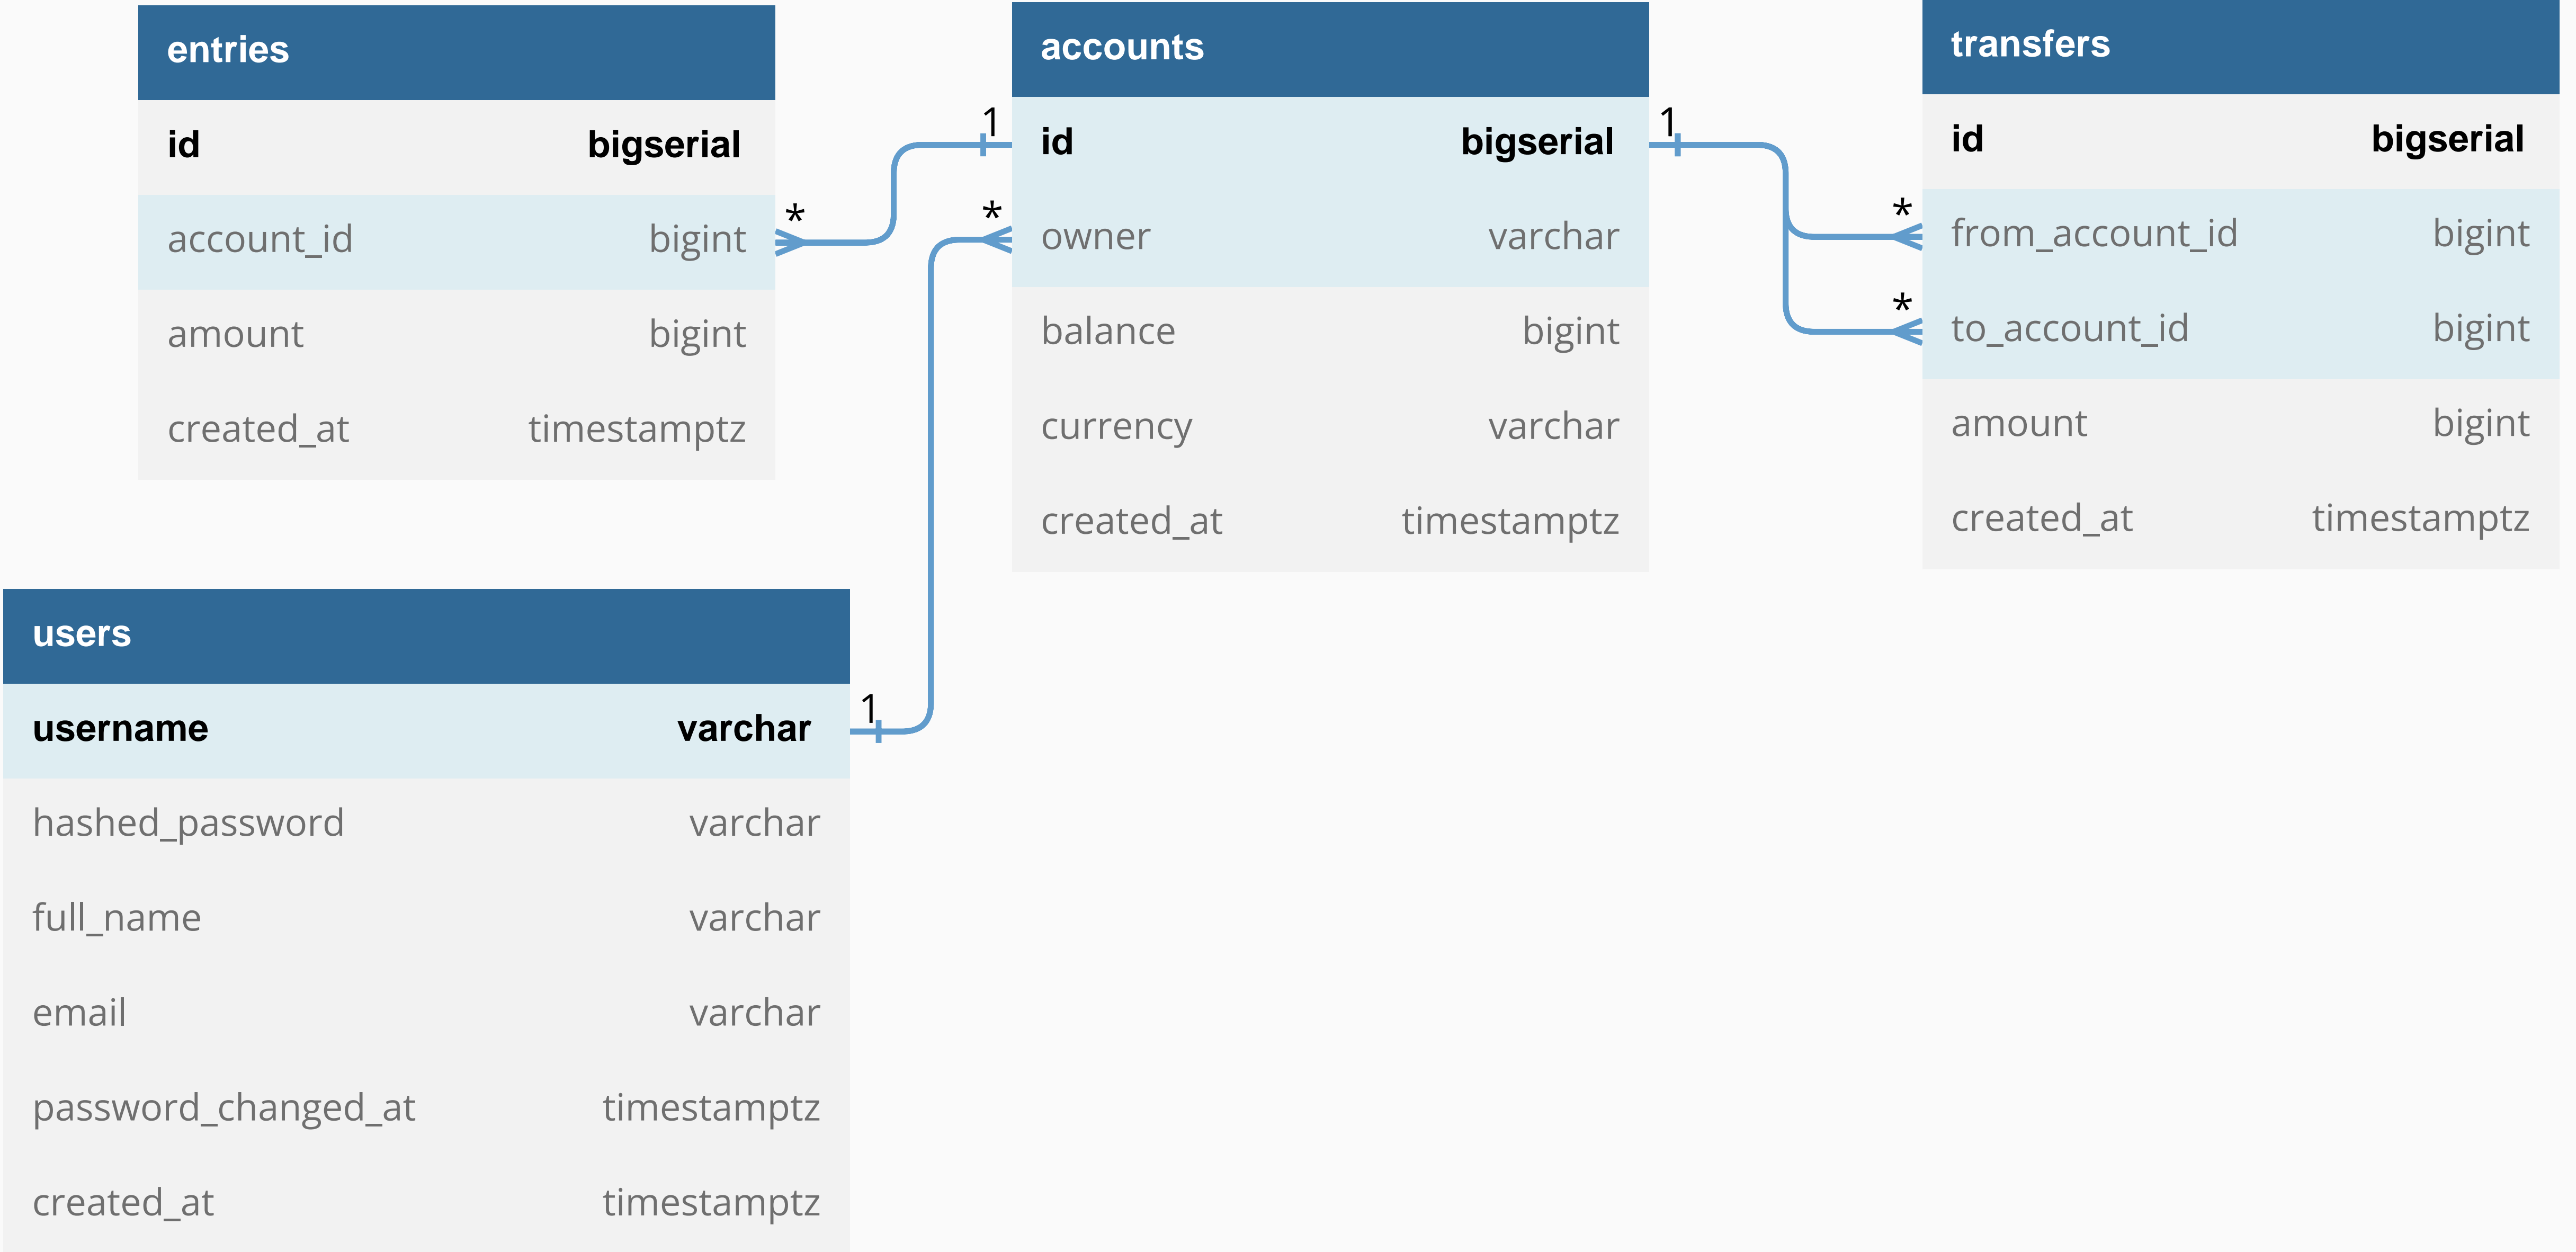 entries
id bigserial
account_id bigint
amount bigint
created_at timestamptz
1
*
*
accounts
id bigserial
owner varchar
balance bigint
currency varchar
created_at timestamptz
1
*
*
transfers
id bigserial
from_account_id bigint
to_account_id bigint
amount bigint
created_at timestamptz
users
username varchar
hashed_password varchar
full_name varchar
email varchar
password_changed_at timestamptz
created_at timestamptz
1